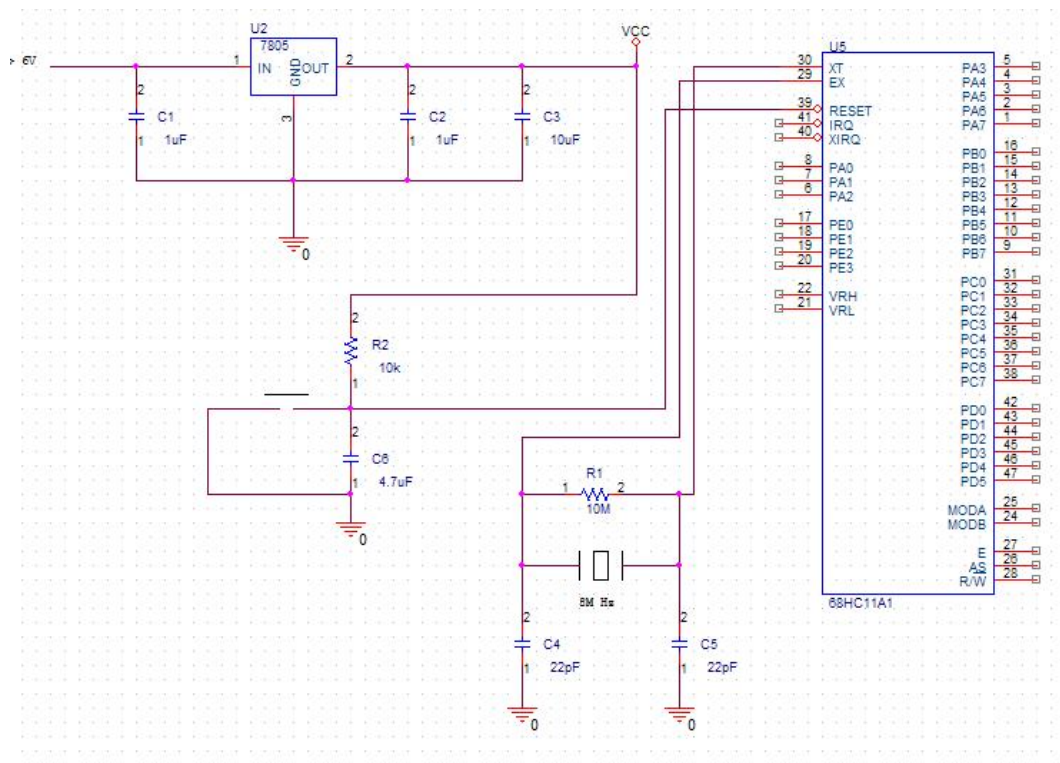 U2
7805
6V
1
IN
GND
OUT
2
3
VCC
2
C1
1uF
1
2
C2
1uF
1
2
C3
10uF
1
0
2
R2
10k
1
2
C6
4.7uF
1
0
R1
1
2
10M
8M Hz
2
C4
22pF
1
0
2
C5
22pF
1
0
U5
30 XT
29 EX
39 RESET
41 IRQ
40 XIRQ
8 PA0
7 PA1
6 PA2
17 PE0
18 PE1
19 PE2
20 PE3
22 VRH
21 VRL
PA3 5
PA4 4
PA5 3
PA6 2
PA7 1
PB0 16
PB1 15
PB2 14
PB3 13
PB4 12
PB5 11
PB6 10
PB7 9
PC0 31
PC1 32
PC2 33
PC3 34
PC4 35
PC5 36
PC6 37
PC7 38
PD0 42
PD1 43
PD2 44
PD3 45
PD4 46
PD5 47
MODA 25
MODB 24
E 27
AS 26
R/W 28
68HC11A1